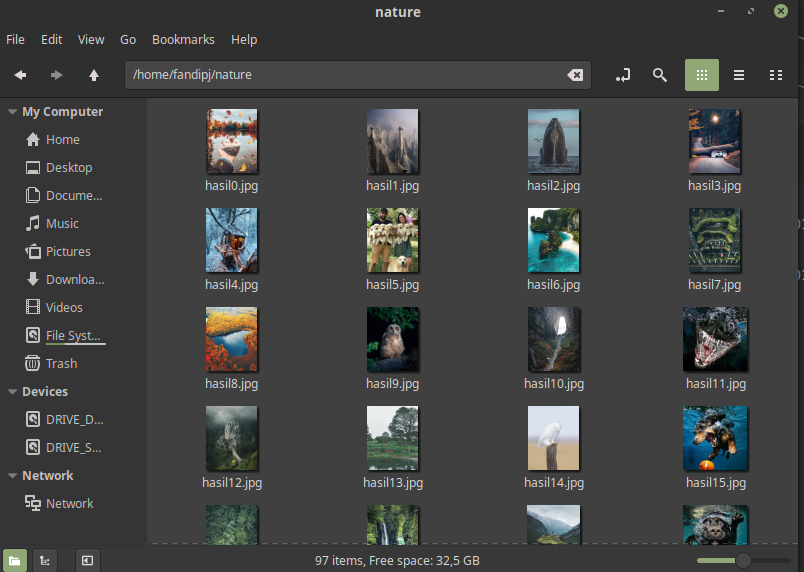 nature
File Edit View Go Bookmarks Help
/home/fandipj/nature
My Computer
Home
Desktop
Docume...
Music
Pictures
Downloa...
Videos
File Syst...
Trash
Devices
DRIVE_D...
DRIVE_S...
Network
Network
hasil0.jpg hasil1.jpg hasil2.jpg hasil3.jpg
hasil4.jpg hasil5.jpg hasil6.jpg hasil7.jpg
hasil8.jpg hasil9.jpg hasil10.jpg hasil11.jpg
hasil12.jpg hasil13.jpg hasil14.jpg hasil15.jpg
97 items, Free space: 32,5 GB